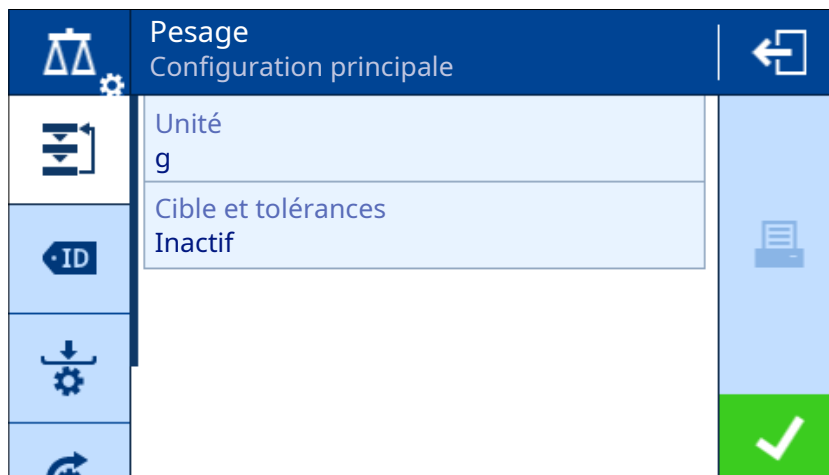 Pesage
Configuration principale
Unité
g
Cible et tolérances
Inactif
ID